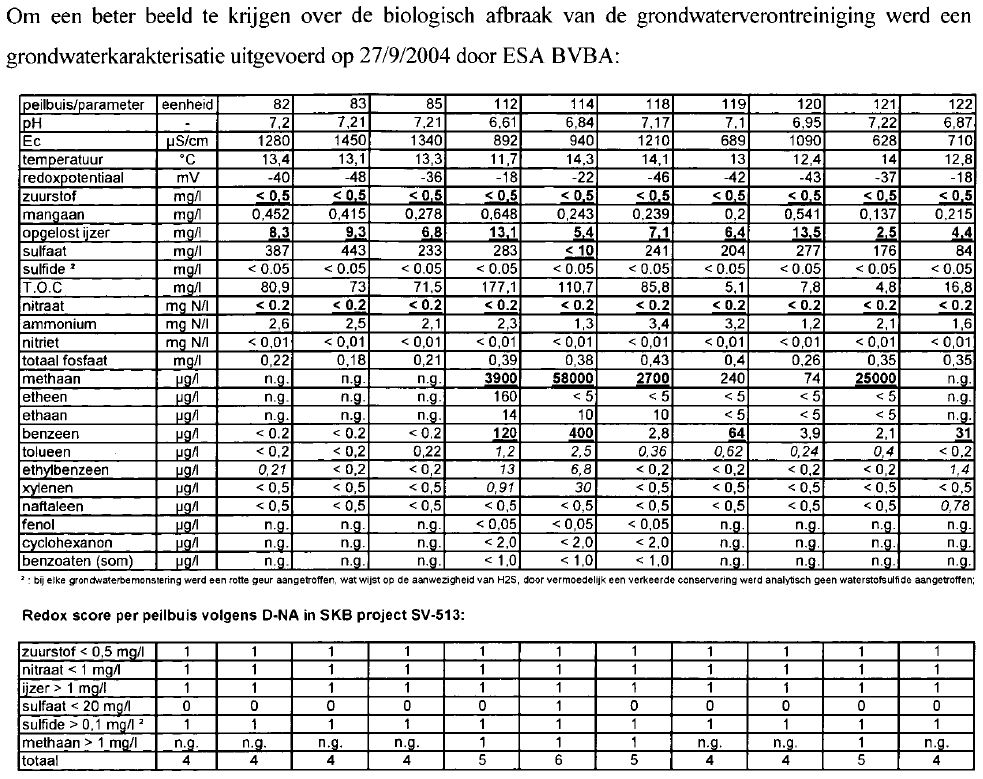 Om een beter beeld te krijgen over de biologisch afbraak van de grondwaterverontreiniging werd een
grondwaterkarakterisatie uitgevoerd op 27/9/2004 door ESA BVBA:
peilbuis/parameter eenheid 82 83 85 112 114 118 119 120 121 122
pH - 7,2 7,21 7,21 6,61 6,84 7,17 7,1 6,95 7,22 6,87
Ec µS/cm 1280 1450 1340 892 940 1210 689 1090 628 710
temperatuur °C 13,4 13,1 13,3 11,7 14,3 14,1 13 12,4 14 12,8
redoxpotentiaal mV -40 -48 -36 -18 -22 -46 -42 -43 -37 -18
zuurstof mg/l < 0,5 < 0,5 < 0,5 < 0,5 < 0,5 < 0,5 < 0,5 < 0,5 < 0,5 < 0,5
mangaan mg/l 0,452 0,415 0,278 0,648 0,243 0,239 0,2 0,541 0,137 0,215
opgelost ijzer mg/l 8,3 9,3 6,8 13,1 5,4 7,1 6,4 13,5 2,5 4,4
sulfaat mg/l 387 443 233 283 < 10 241 204 277 176 84
sulfide ² mg/l < 0.05 < 0.05 < 0.05 < 0.05 < 0.05 < 0.05 < 0.05 < 0.05 < 0.05 < 0.05
T.O.C mg/l 80,9 73 71,5 177,1 110,7 85,8 5,1 7,8 4,8 16,8
nitraat mg N/l < 0.2 < 0.2 < 0.2 < 0.2 < 0.2 < 0.2 < 0.2 < 0.2 < 0.2 < 0.2
ammonium mg N/l 2,6 2,5 2,1 2,3 1,3 3,4 3,2 1,2 2,1 1,6
nitriet mg N/l < 0,01 < 0,01 < 0,01 < 0,01 < 0,01 < 0,01 < 0,01 < 0,01 < 0,01 < 0,01
totaal fosfaat mg/l 0,22 0,18 0,21 0,39 0,38 0,43 0,4 0,26 0,35 0,35
methaan µg/l n.g. n.g. n.g. 3900 58000 2700 240 74 25000 n.g.
etheen µg/l n.g. n.g. n.g. 160 < 5 < 5 < 5 < 5 < 5 n.g.
ethaan µg/l n.g. n.g. n.g. 14 10 10 < 5 < 5 < 5 n.g.
benzeen µg/l < 0.2 < 0.2 < 0.2 120 400 2,8 64 3,9 2,1 31
tolueen µg/l < 0,2 < 0,2 0,22 1,2 2,5 0,36 0,62 0,24 0,4 < 0,2
ethylbenzeen µg/l 0,21 < 0,2 < 0,2 13 6,8 < 0,2 < 0,2 < 0,2 < 0,2 1,4
xylenen µg/l < 0,5 < 0,5 < 0,5 0,91 30 < 0,5 < 0,5 < 0,5 < 0,5 < 0,5
naftaleen µg/l < 0,5 < 0,5 < 0,5 < 0,5 < 0,5 < 0,5 < 0,5 < 0,5 < 0,5 0,78
fenol µg/l n.g. n.g. n.g. < 0,05 < 0,05 < 0,05 n.g. n.g. n.g. n.g.
cyclohexanon µg/l n.g. n.g. n.g. < 2,0 < 2,0 < 2,0 n.g. n.g. n.g. n.g.
benzoaten (som) µg/l n.g. n.g. n.g. < 1,0 < 1,0 < 1,0 n.g. n.g. n.g. n.g.
² : bij elke grondwaterbemonstering werd een rotte geur aangetroffen, wat wijst op de aanwezigheid van H2S, door vermoedelijk een verkeerde conservering werd analytisch geen waterstofsulfide aangetroffen;
Redox score per peilbuis volgens D-NA in SKB project SV-513:
zuurstof < 0,5 mg/l 1 1 1 1 1 1 1 1 1 1 1
nitraat < 1 mg/l 1 1 1 1 1 1 1 1 1 1 1
ijzer > 1 mg/l 1 1 1 1 1 1 1 1 1 1 1
sulfaat < 20 mg/l 0 0 0 0 0 1 0 0 0 0 0
sulfide > 0,1 mg/l ² 1 1 1 1 1 1 1 1 1 1 1
methaan > 1 mg/l n.g. n.g. n.g. n.g. 1 1 1 n.g. n.g. 1 n.g.
totaal 4 4 4 4 5 6 5 4 4 5 4